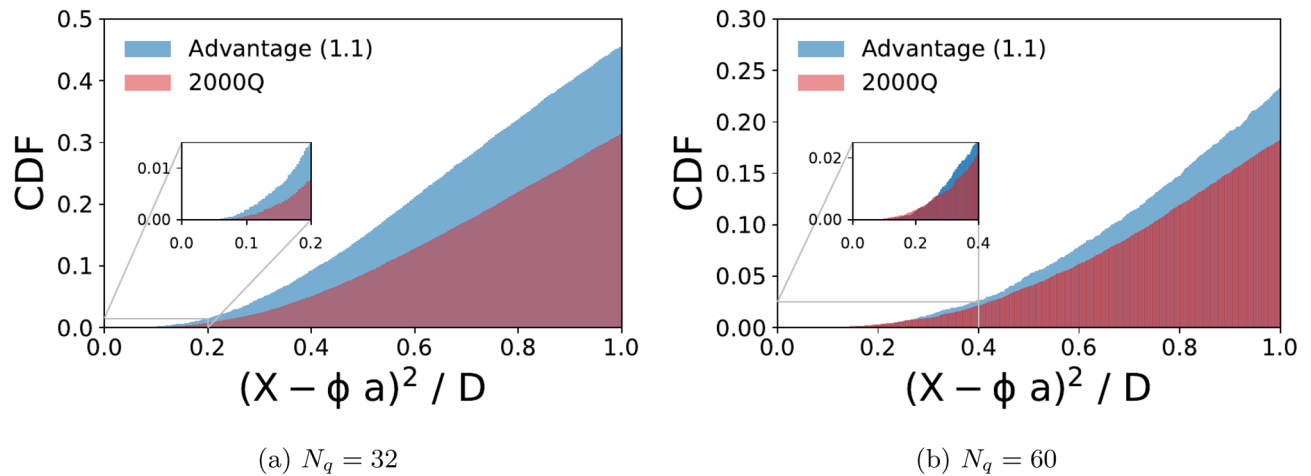 0.5
0.4
0.3
0.2
0.1
0.0
CDF
Advantage (1.1)
2000Q
0.01
0.00
0.0 0.1 0.2
0.0 0.2 0.4 0.6 0.8 1.0
(X − ϕ a)² / D
(a) N_q = 32
0.30
0.25
0.20
0.15
0.10
0.05
0.00
CDF
Advantage (1.1)
2000Q
0.02
0.00
0.0 0.2 0.4
0.0 0.2 0.4 0.6 0.8 1.0
(X − ϕ a)² / D
(b) N_q = 60